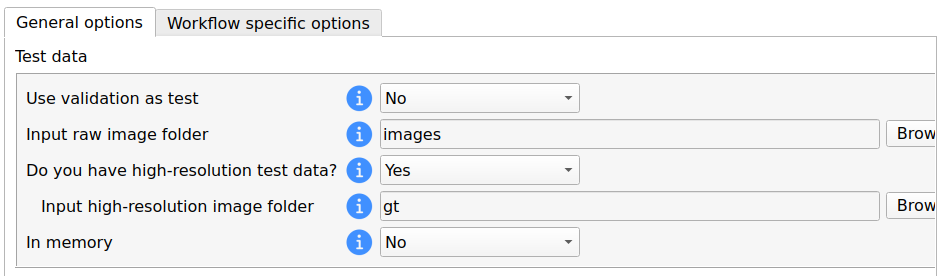 General options Workflow specific options
Test data
Use validation as test No
Input raw image folder images Brow
Do you have high-resolution test data? Yes
Input high-resolution image folder gt Brow
In memory No